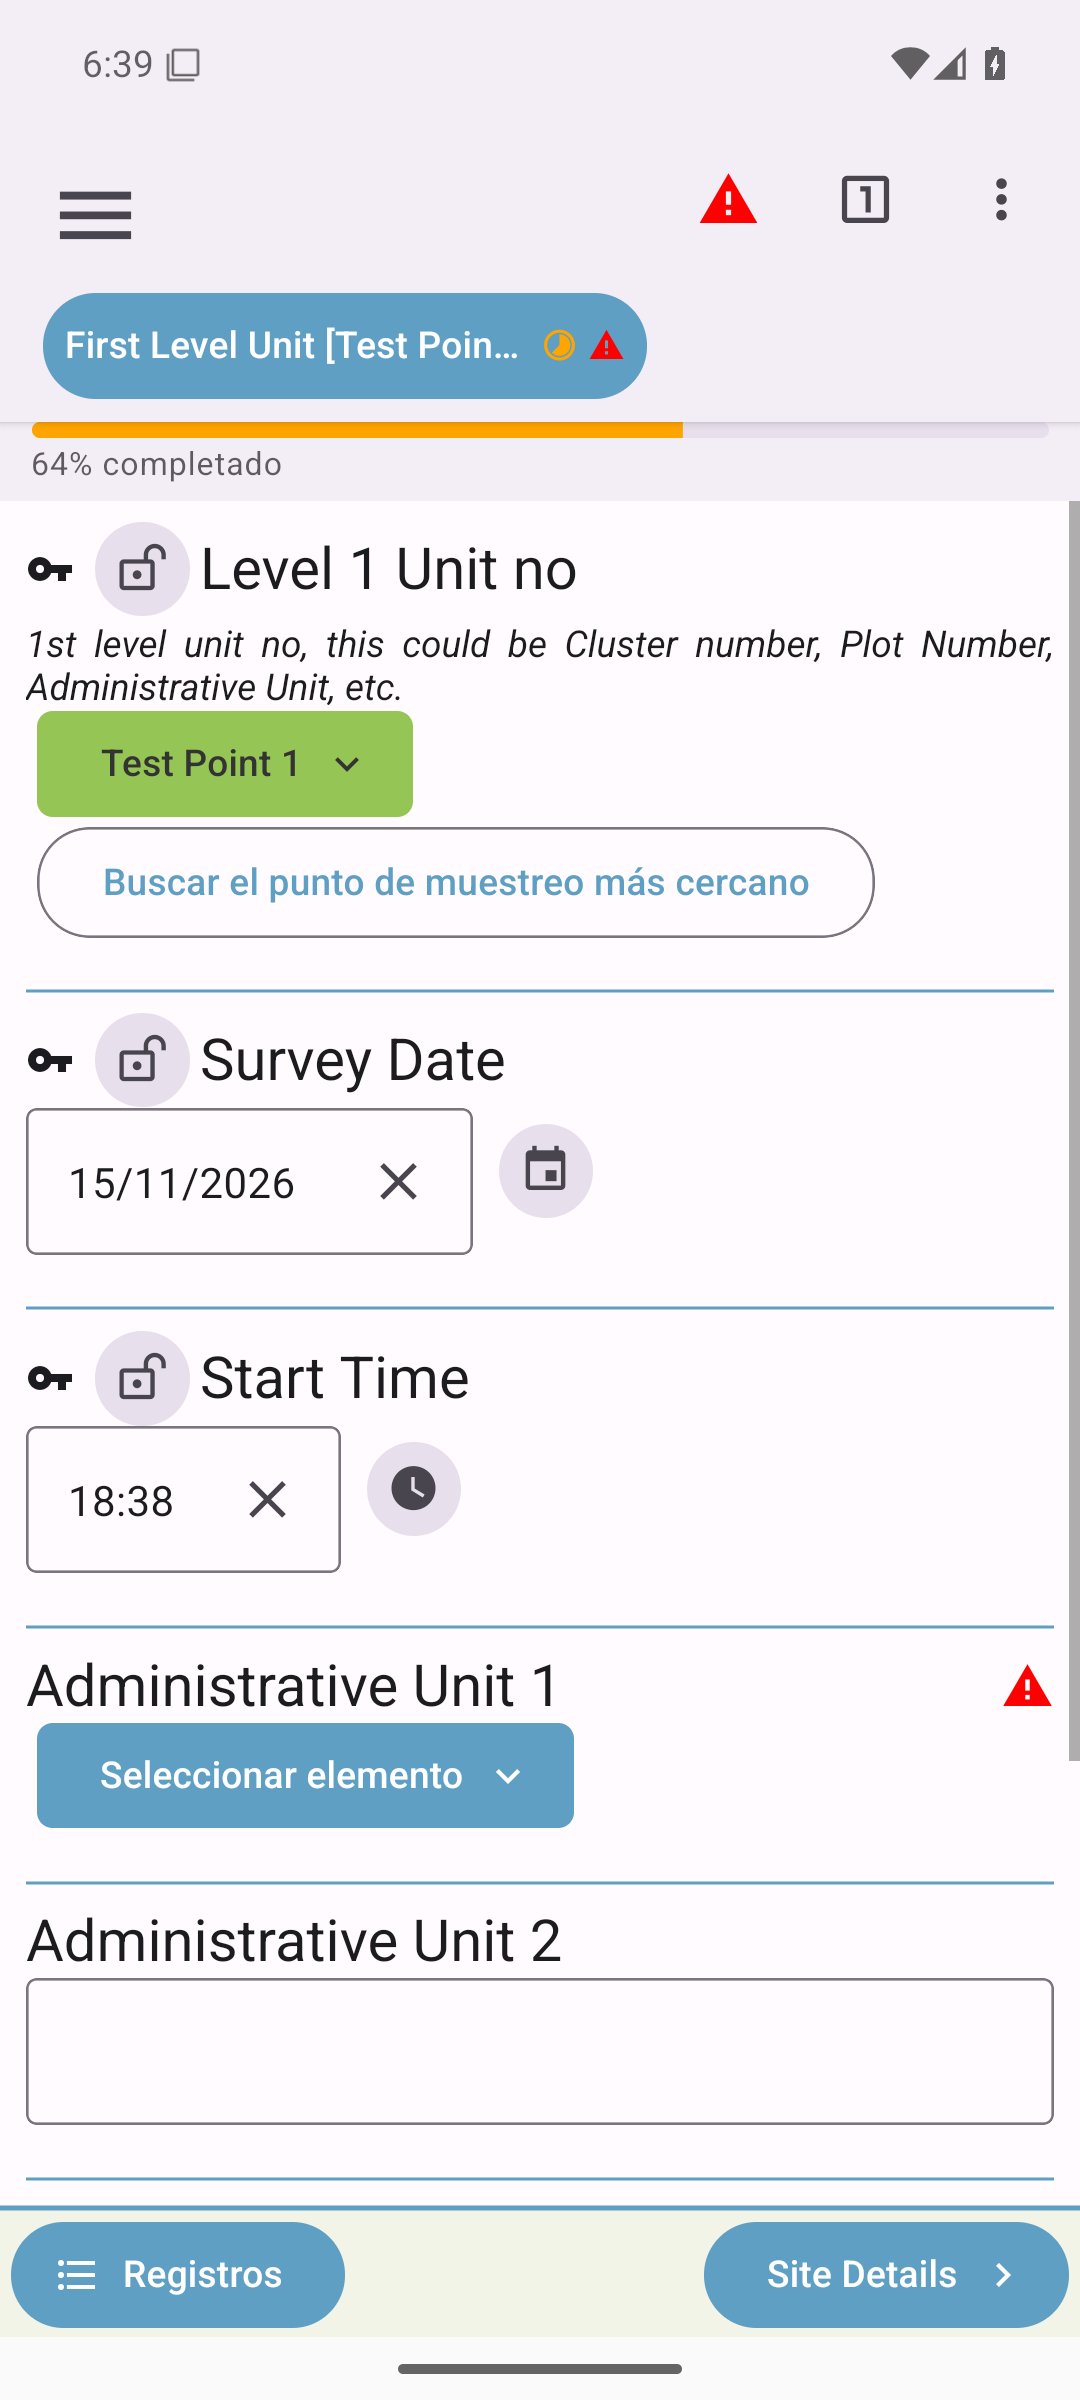 6:39
1
First Level Unit [Test Poin...
64% completado
Level 1 Unit no
1st level unit no, this could be Cluster number, Plot Number,
Administrative Unit, etc.
Test Point 1
Buscar el punto de muestreo más cercano
Survey Date
15/11/2026
Start Time
18:38
Administrative Unit 1
Seleccionar elemento
Administrative Unit 2
Registros
Site Details